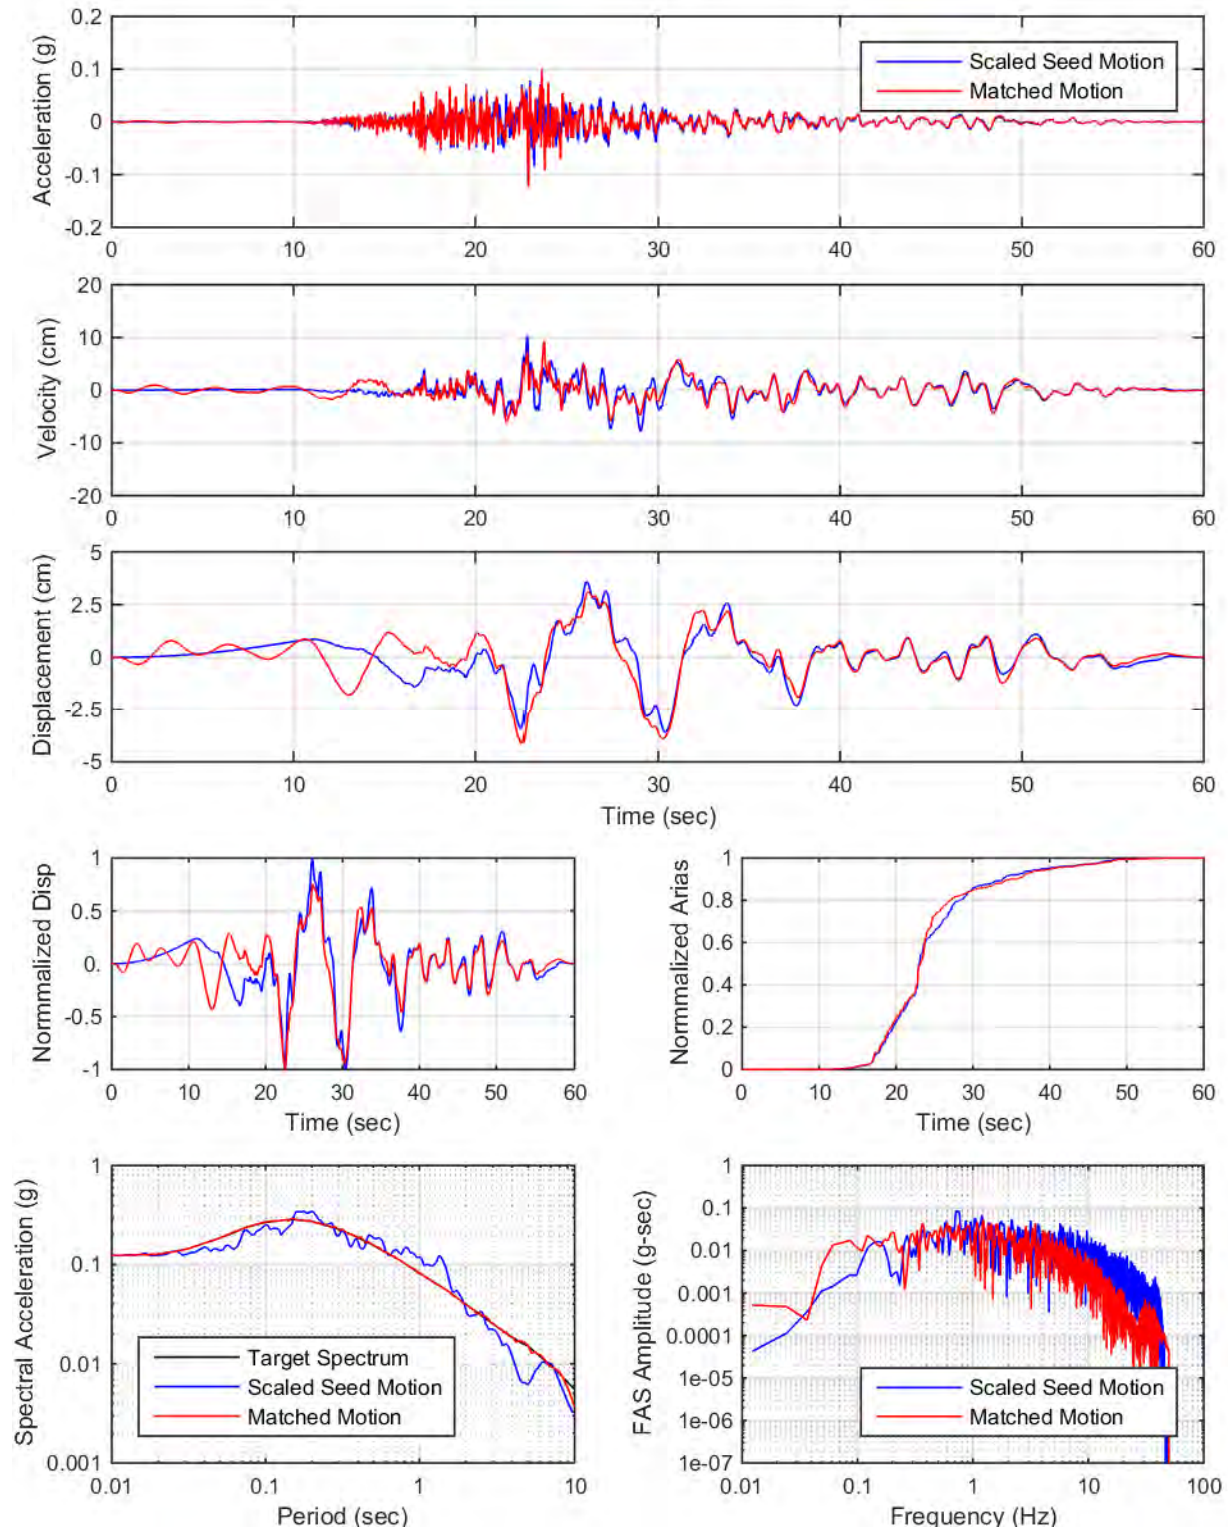 0.2
0.1
0
-0.1
-0.2
Acceleration (g)
Scaled Seed Motion
Matched Motion
0 10 20 30 40 50 60
20
10
0
-10
-20
Velocity (cm)
0 10 20 30 40 50 60
5
2.5
0
-2.5
-5
Displacement (cm)
0 10 20 30 40 50 60
Time (sec)
1
0.5
0.
-0.5
-1
Normmalized Disp
0 10 20 30 40 50 60
Time (sec)
1
0.8
0.6
0.4
0.2
0
Normmalized Arias
0 10 20 30 40 50 60
Time (sec)
1
0.1
0.01
0.001
Spectral Acceleration (g)
Target Spectrum
Scaled Seed Motion
Matched Motion
0.01 0.1 1 10
Period (sec)
1
0.1
0.01
0.001
0.0001
1e-05
1e-06
1e-07
FAS Amplitude (g-sec)
Scaled Seed Motion
Matched Motion
0.01 0.1 1 10 100
Frequency (Hz)